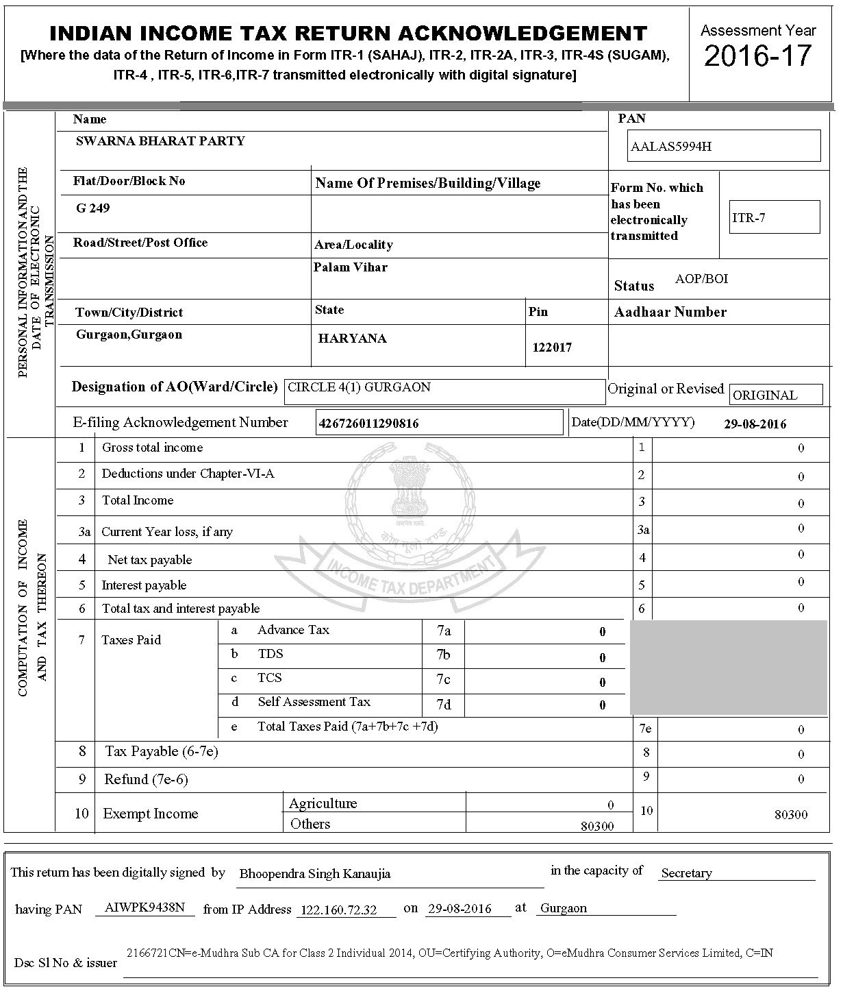 INDIAN INCOME TAX RETURN ACKNOWLEDGEMENT
[Where the data of the Return of Income in Form ITR-1 (SAHAJ), ITR-2, ITR-2A, ITR-3, ITR-4S (SUGAM),
ITR-4 , ITR-5, ITR-6,ITR-7 transmitted electronically with digital signature]
Assessment Year
2016-17
PERSONAL INFORMATION AND THE
DATE OF ELECTRONIC
TRANSMISSION
Name
SWARNA BHARAT PARTY
PAN
AALAS5994H
Flat/Door/Block No
G 249
Name Of Premises/Building/Village
Form No. which
has been
electronically
transmitted
ITR-7
Road/Street/Post Office
Area/Locality
Palam Vihar
Status AOP/BOI
Town/City/District
Gurgaon,Gurgaon
State
HARYANA
Pin
122017
Aadhaar Number
Designation of AO(Ward/Circle) CIRCLE 4(1) GURGAON
Original or Revised ORIGINAL
E-filing Acknowledgement Number 426726011290816
Date(DD/MM/YYYY) 29-08-2016
COMPUTATION OF INCOME
AND TAX THEREON
1 Gross total income 1 0
2 Deductions under Chapter-VI-A 2 0
3 Total Income 3 0
3a Current Year loss, if any 3a 0
4 Net tax payable 4 0
5 Interest payable 5 0
6 Total tax and interest payable 6 0
सत्यमेव जयते
कोष मूलो दण्ड
INCOME TAX DEPARTMENT
7 Taxes Paid
a Advance Tax 7a 0
b TDS 7b 0
c TCS 7c 0
d Self Assessment Tax 7d 0
e Total Taxes Paid (7a+7b+7c +7d) 7e 0
8 Tax Payable (6-7e) 8 0
9 Refund (7e-6) 9 0
10 Exempt Income
Agriculture 0
Others 80300
10 80300
This return has been digitally signed by Bhoopendra Singh Kanaujia in the capacity of Secretary
having PAN AIWPK9438N from IP Address 122.160.72.32 on 29-08-2016 at Gurgaon
2166721CN=e-Mudhra Sub CA for Class 2 Individual 2014, OU=Certifying Authority, O=eMudhra Consumer Services Limited, C=IN
Dsc Sl No & issuer